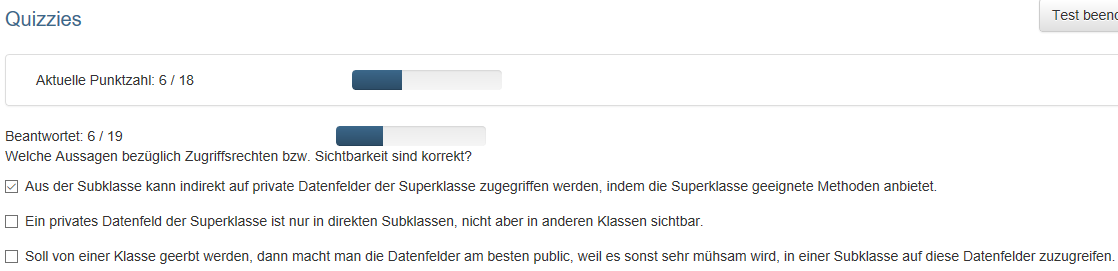 Quizzies
Test beend
Aktuelle Punktzahl: 6 / 18
Beantwortet: 6 / 19
Welche Aussagen bezüglich Zugriffsrechten bzw. Sichtbarkeit sind korrekt?
Aus der Subklasse kann indirekt auf private Datenfelder der Superklasse zugegriffen werden, indem die Superklasse geeignete Methoden anbietet.
Ein privates Datenfeld der Superklasse ist nur in direkten Subklassen, nicht aber in anderen Klassen sichtbar.
Soll von einer Klasse geerbt werden, dann macht man die Datenfelder am besten public, weil es sonst sehr mühsam wird, in einer Subklasse auf diese Datenfelder zuzugreifen.